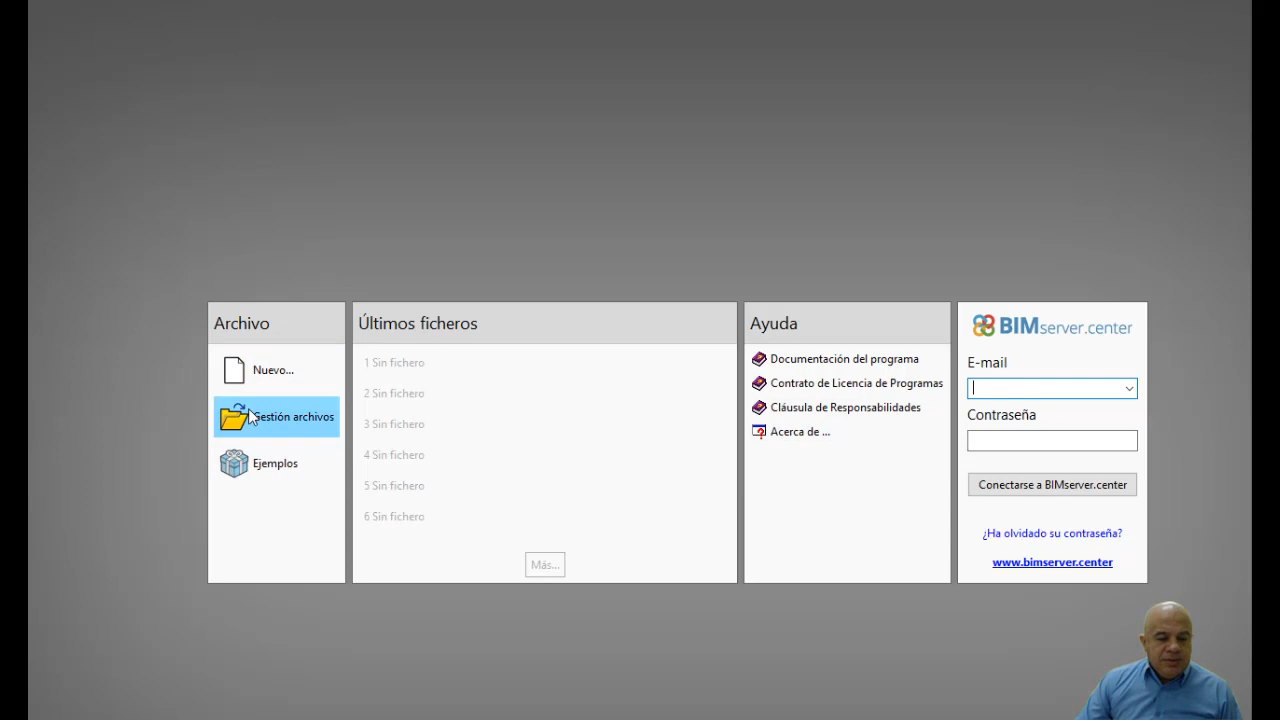 Archivo
Nuevo...
Gestión archivos
Ejemplos
Últimos ficheros
1 Sin fichero
2 Sin fichero
3 Sin fichero
4 Sin fichero
5 Sin fichero
6 Sin fichero
Más...
Ayuda
Documentación del programa
Contrato de Licencia de Programas
Cláusula de Responsabilidades
Acerca de ...
BIMserver.center
E-mail
Contraseña
Conectarse a BIMserver.center
¿Ha olvidado su contraseña?
www.bimserver.center